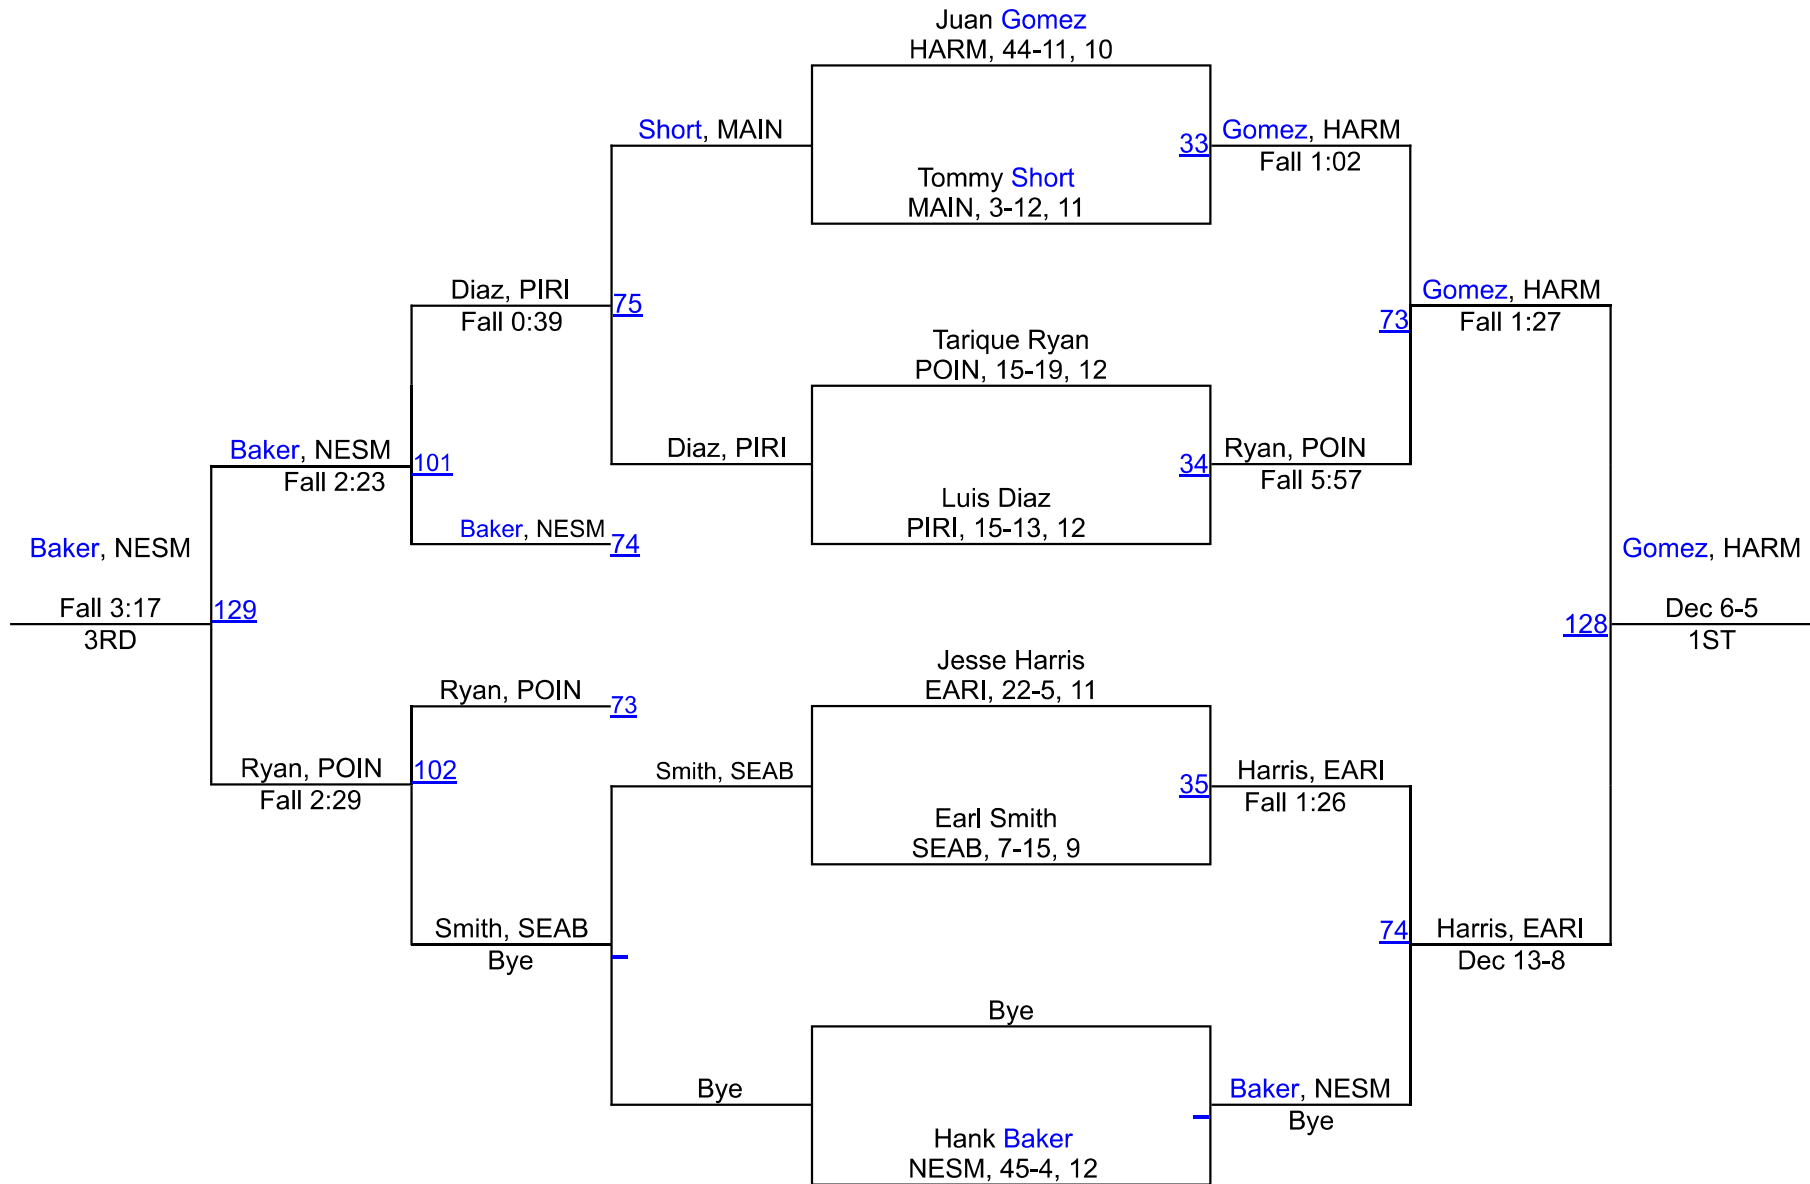 Juan Gomez
HARM, 44-11, 10
Short, MAIN
33
Gomez, HARM
Fall 1:02
Tommy Short
MAIN, 3-12, 11
Diaz, PIRI
Fall 0:39
75
Gomez, HARM
Fall 1:27
73
Tarique Ryan
POIN, 15-19, 12
Baker, NESM
Fall 2:23
101
Diaz, PIRI
34
Ryan, POIN
Fall 5:57
Luis Diaz
PIRI, 15-13, 12
Baker, NESM
74
Baker, NESM
Fall 3:17
3RD
129
Gomez, HARM
Dec 6-5
1ST
128
Jesse Harris
EARI, 22-5, 11
Ryan, POIN
73
Ryan, POIN
Fall 2:29
102
Smith, SEAB
35
Harris, EARI
Fall 1:26
Earl Smith
SEAB, 7-15, 9
Smith, SEAB
Bye
74
Harris, EARI
Dec 13-8
Bye
Bye
Baker, NESM
Bye
Hank Baker
NESM, 45-4, 12